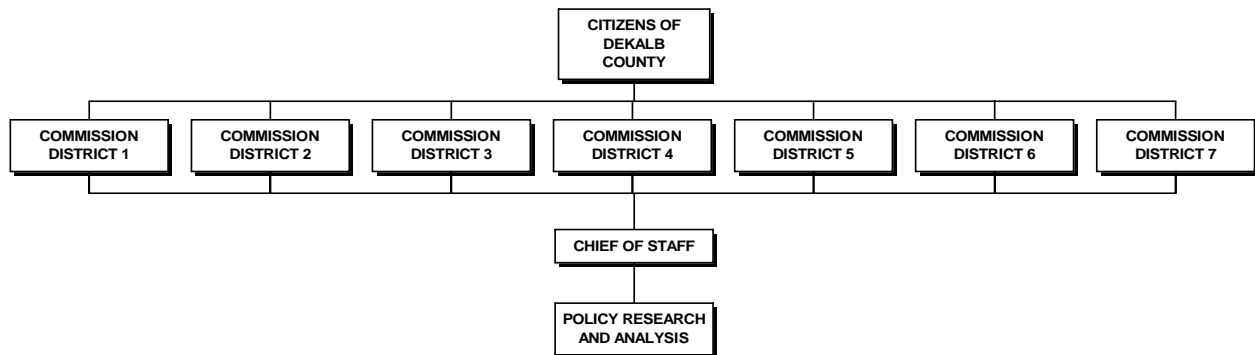 CITIZENS OF
DEKALB
COUNTY
COMMISSION
DISTRICT 1
COMMISSION
DISTRICT 2
COMMISSION
DISTRICT 3
COMMISSION
DISTRICT 4
COMMISSION
DISTRICT 5
COMMISSION
DISTRICT 6
COMMISSION
DISTRICT 7
CHIEF OF STAFF
POLICY RESEARCH
AND ANALYSIS